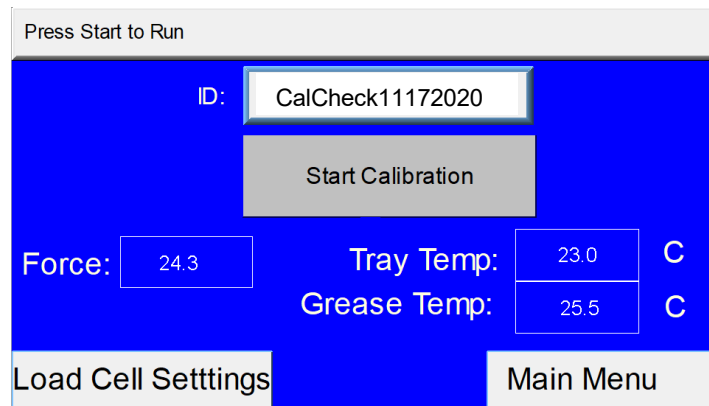 Press Start to Run
ID: CalCheck11172020
Start Calibration
Force: 24.3
Tray Temp: 23.0 C
Grease Temp: 25.5 C
Load Cell Setttings
Main Menu